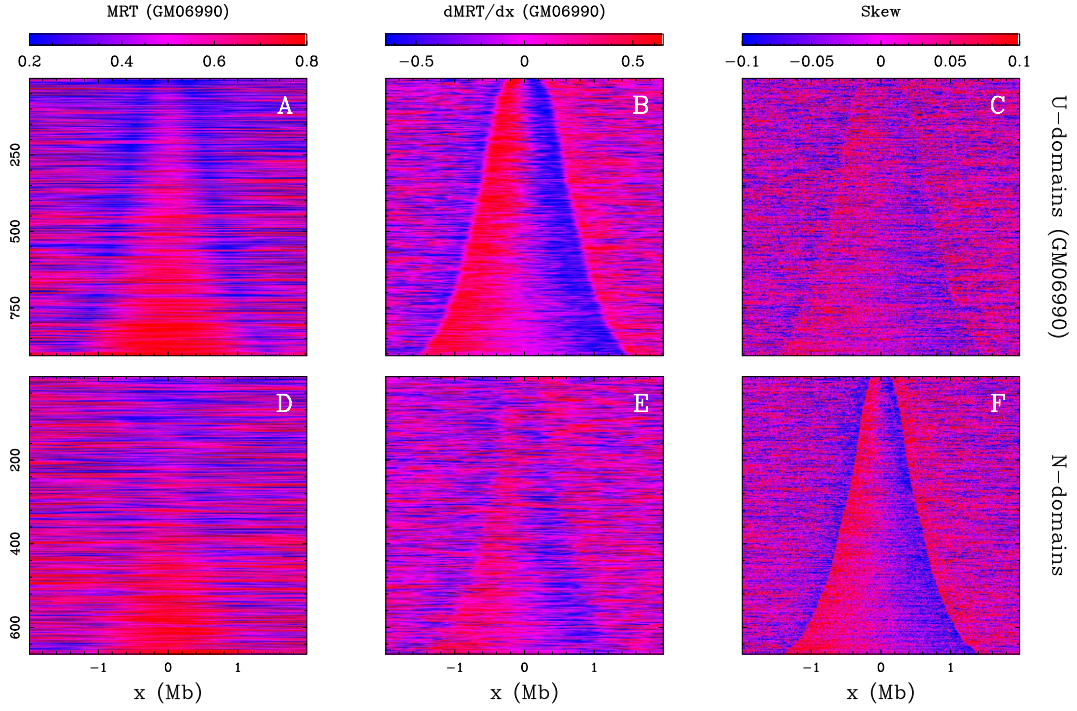 MRT (GM06990) dMRT/dx (GM06990) Skew
0.2 0.4 0.6 0.8 −0.5 0 0.5 −0.1 −0.05 0 0.05 0.1
A B C
250
500
750
U−domains (GM06990)
D E F
200
400
600
N−domains
−1 0 1 −1 0 1 −1 0 1
x (Mb) x (Mb) x (Mb)